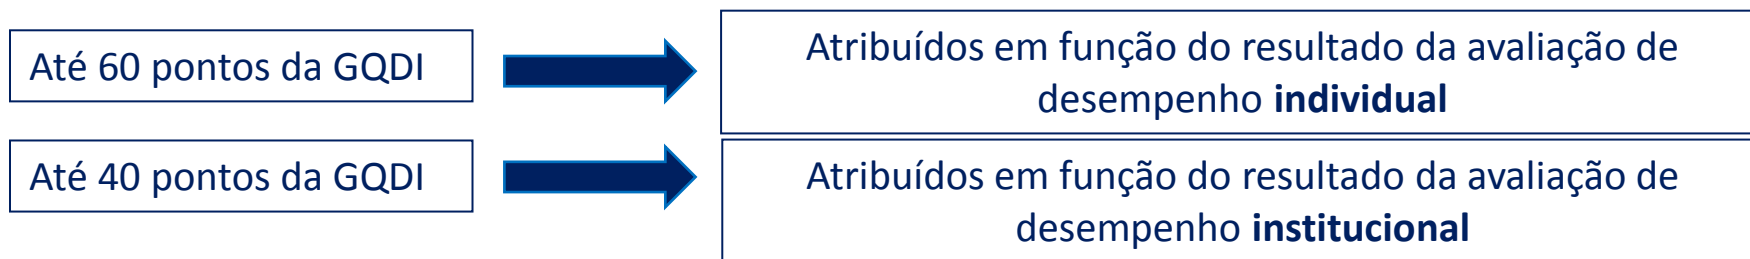 Até 60 pontos da GQDI
Atribuídos em função do resultado da avaliação de
desempenho individual
Até 40 pontos da GQDI
Atribuídos em função do resultado da avaliação de
desempenho institucional